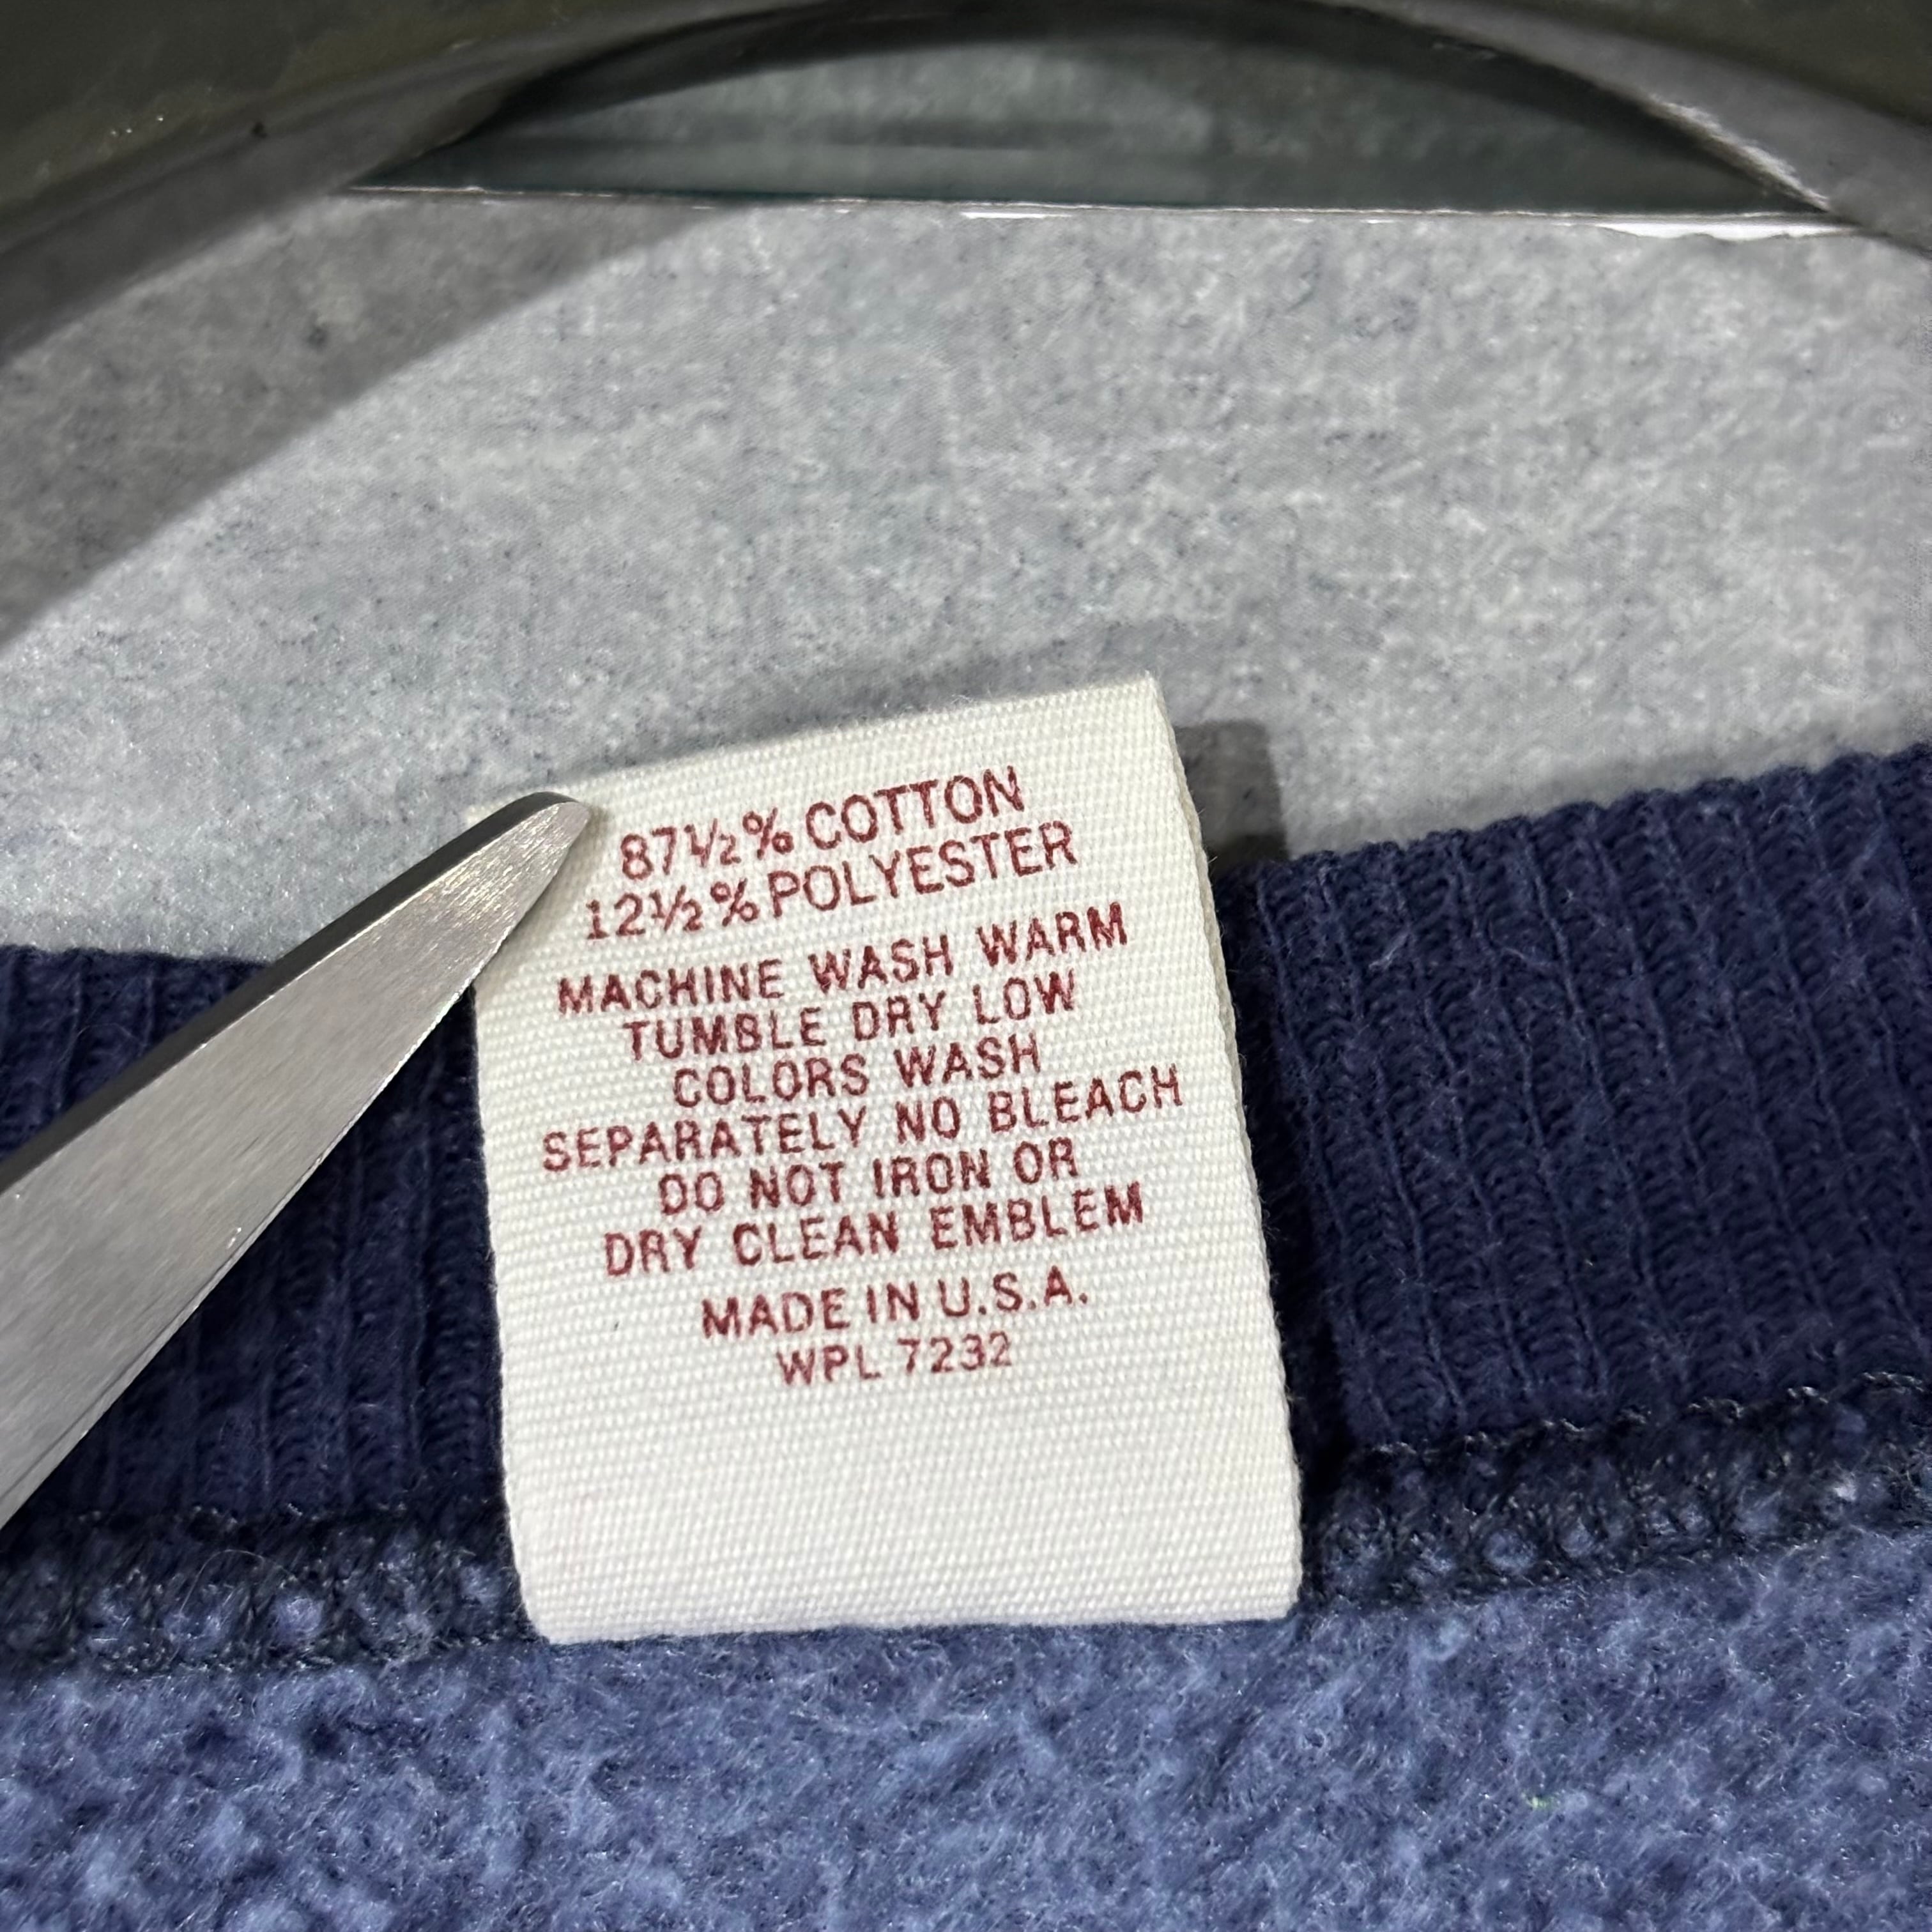 87½% COTTON
12½% POLYESTER
MACHINE WASH WARM
TUMBLE DRY LOW
COLORS WASH
SEPARATELY NO BLEACH
DO NOT IRON OR
DRY CLEAN EMBLEM
MADE IN U.S.A.
WPL 7232